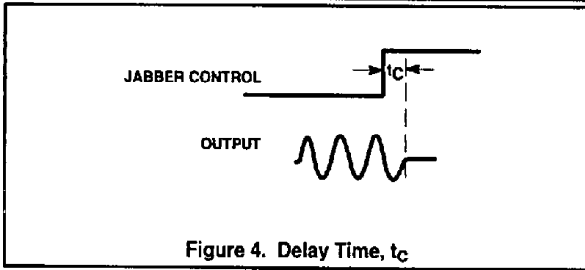 JABBER CONTROL
tC
OUTPUT
Figure 4. Delay Time, tC